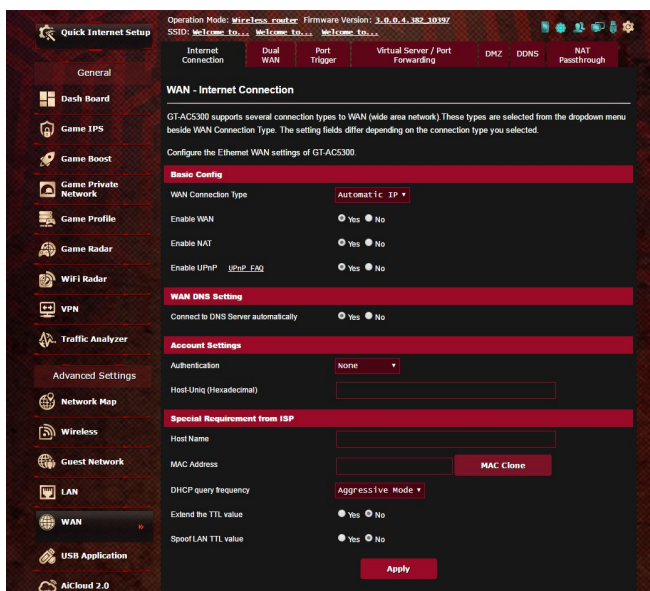 Quick Internet Setup
General
Dash Board
Game IPS
Game Boost
Game Private
Network
Game Profile
Game Radar
WiFi Radar
VPN
Traffic Analyzer
Advanced Settings
Network Map
Wireless
Guest Network
LAN
WAN
USB Application
AiCloud 2.0
Operation Mode: Wireless router Firmware Version: 3.0.0.4.382_10397
SSID: Welcome to... Welcome to... Welcome to...
Internet
Connection
Dual
WAN
Port
Trigger
Virtual Server / Port
Forwarding
DMZ
DDNS
NAT
Passthrough
WAN - Internet Connection
GT-AC5300 supports several connection types to WAN (wide area network).These types are selected from the dropdown menu
beside WAN Connection Type. The setting fields differ depending on the connection type you selected.
Configure the Ethernet WAN settings of GT-AC5300.
Basic Config
WAN Connection Type Automatic IP
Enable WAN Yes No
Enable NAT Yes No
Enable UPnP UPnP FAQ Yes No
WAN DNS Setting
Connect to DNS Server automatically Yes No
Account Settings
Authentication None
Host-Uniq (Hexadecimal)
Special Requirement from ISP
Host Name
MAC Address MAC Clone
DHCP query frequency Aggressive Mode
Extend the TTL value Yes No
Spoof LAN TTL value Yes No
Apply